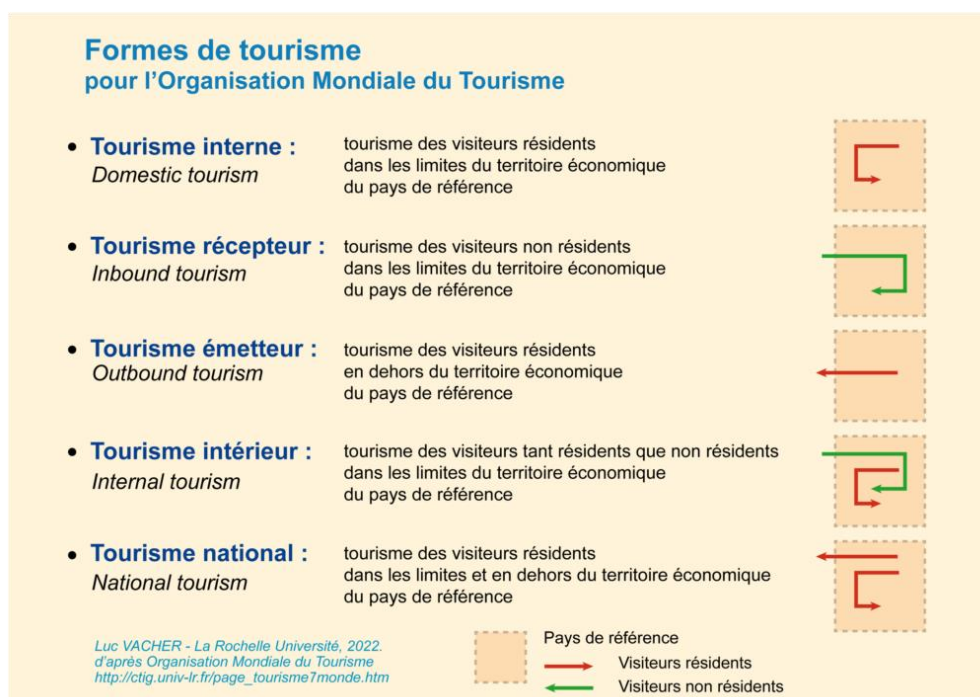 Formes de tourisme
pour l'Organisation Mondiale du Tourisme
• Tourisme interne :
Domestic tourism
tourisme des visiteurs résidents
dans les limites du territoire économique
du pays de référence
• Tourisme récepteur :
Inbound tourism
tourisme des visiteurs non résidents
dans les limites du territoire économique
du pays de référence
• Tourisme émetteur :
Outbound tourism
tourisme des visiteurs résidents
en dehors du territoire économique
du pays de référence
• Tourisme intérieur :
Internal tourism
tourisme des visiteurs tant résidents que non résidents
dans les limites du territoire économique
du pays de référence
• Tourisme national :
National tourism
tourisme des visiteurs résidents
dans les limites et en dehors du territoire économique
du pays de référence
Luc VACHER - La Rochelle Université, 2022.
d'après Organisation Mondiale du Tourisme
http://ctig.univ-lr.fr/page_tourisme7monde.htm
Pays de référence
Visiteurs résidents
Visiteurs non résidents